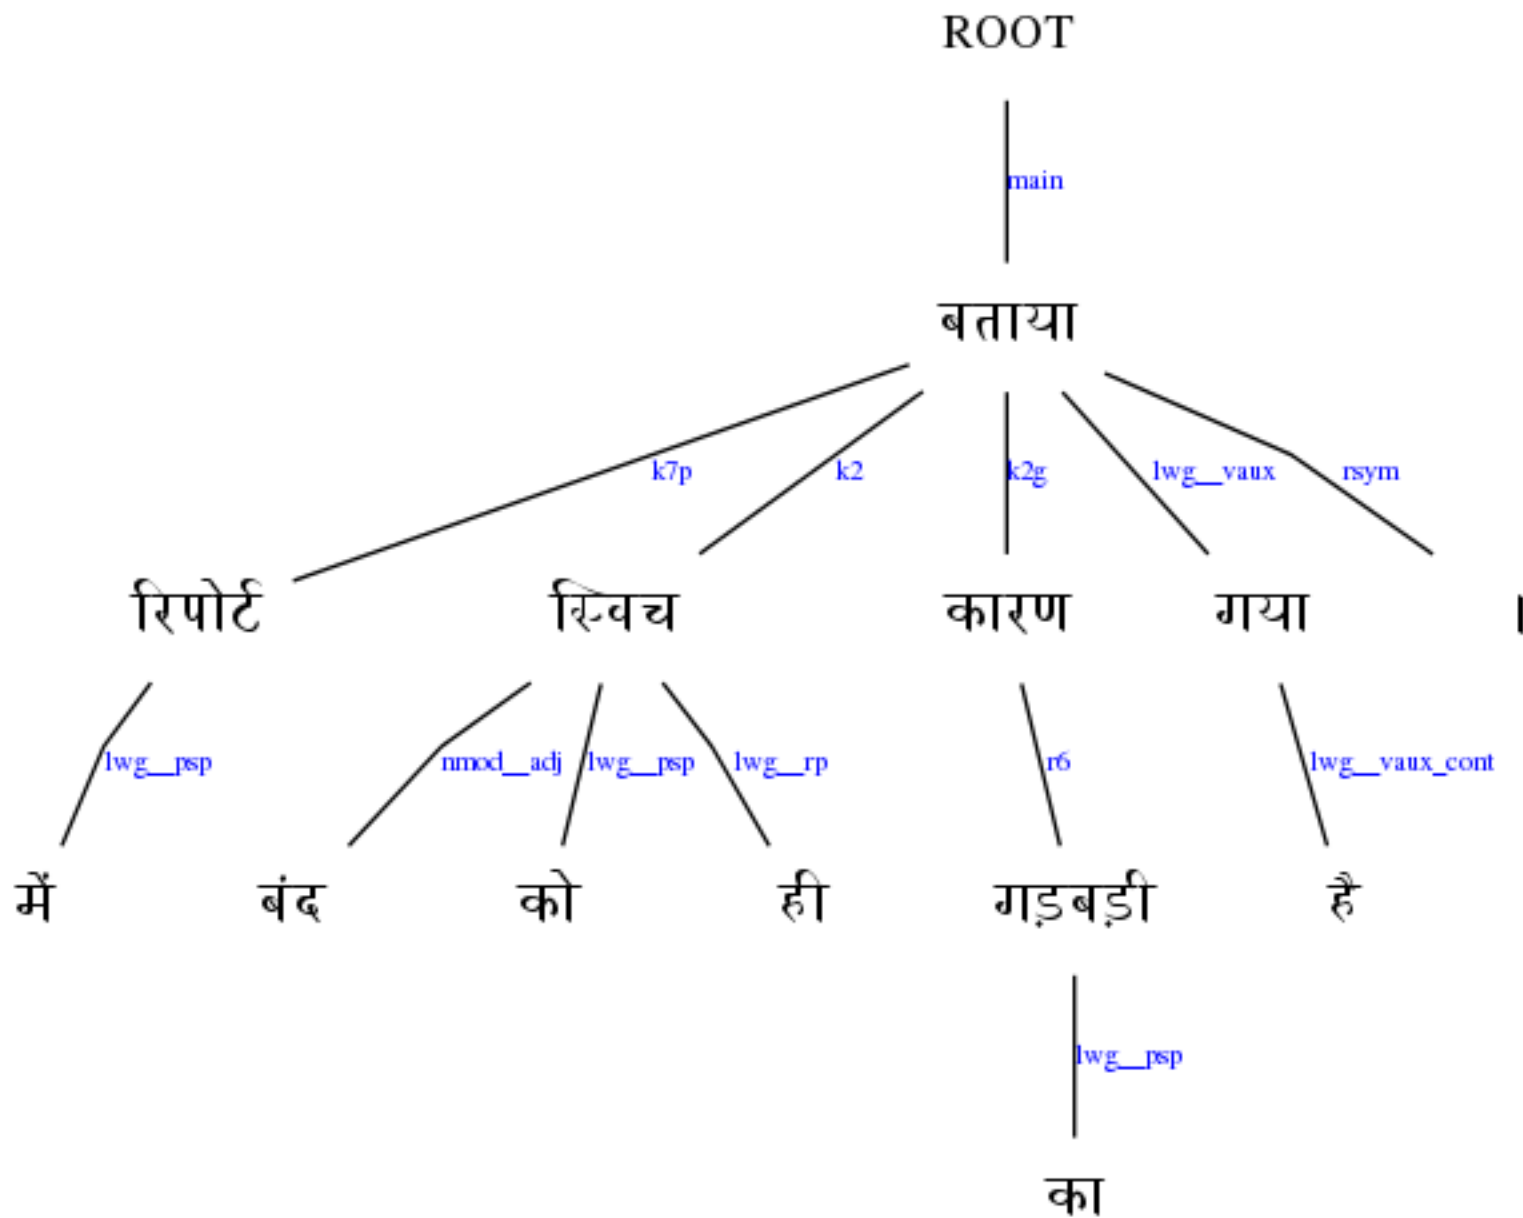 ROOT
main
बताया
k7p k2 k2g lwg__vaux rsym
रिपोर्ट स्विच कारण गया ।
lwg__psp nmod__adj lwg__psp lwg__rp r6 lwg__vaux_cont
में बंद को ही गड़बड़ी है
lwg__psp
का